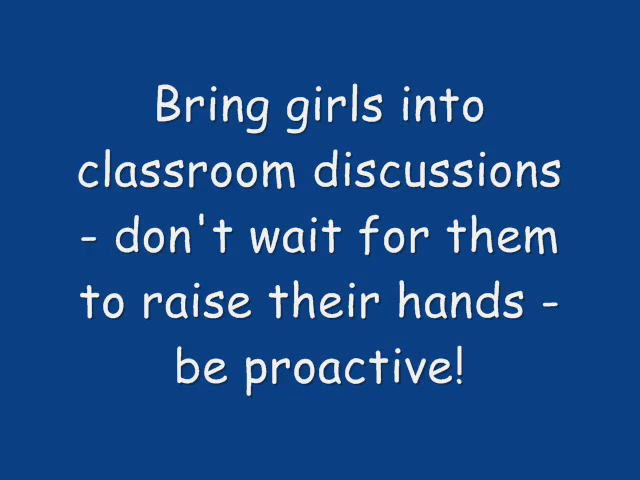 Bring girls into
classroom discussions
- don't wait for them
to raise their hands -
be proactive!